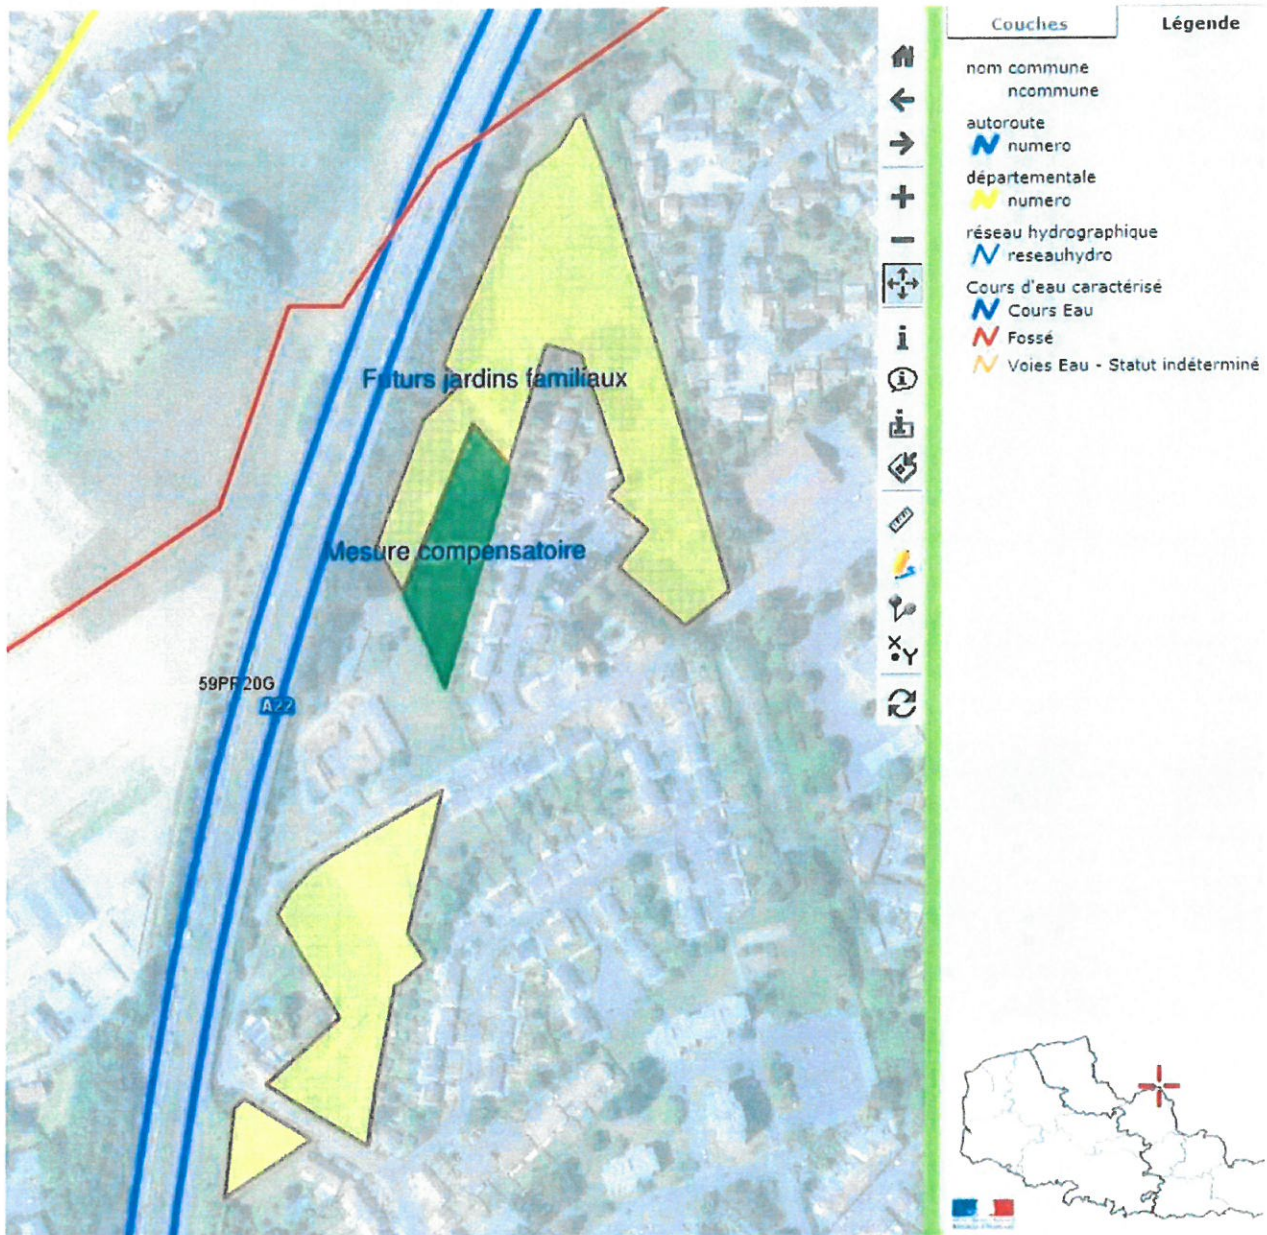 Couches
Légende
nom commune
ncommune
autoroute
numero
départementale
numero
réseau hydrographique
reseauhydro
Cours d'eau caractérisé
Cours Eau
Fossé
Voies Eau - Statut indéterminé
Futurs jardins familiaux
Mesure compensatoire
59PR20G
A22
X
Y